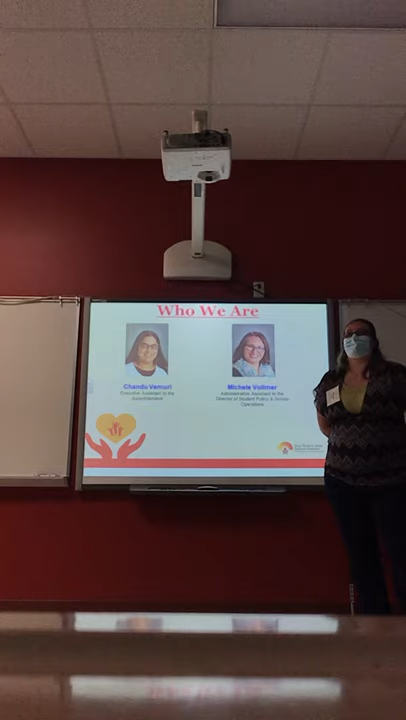 Who We Are
Chandu Vemuri
Executive Assistant to the
Superintendent
Michele Vollmer
Administrative Assistant to the
Director of Student Policy & School
Operations